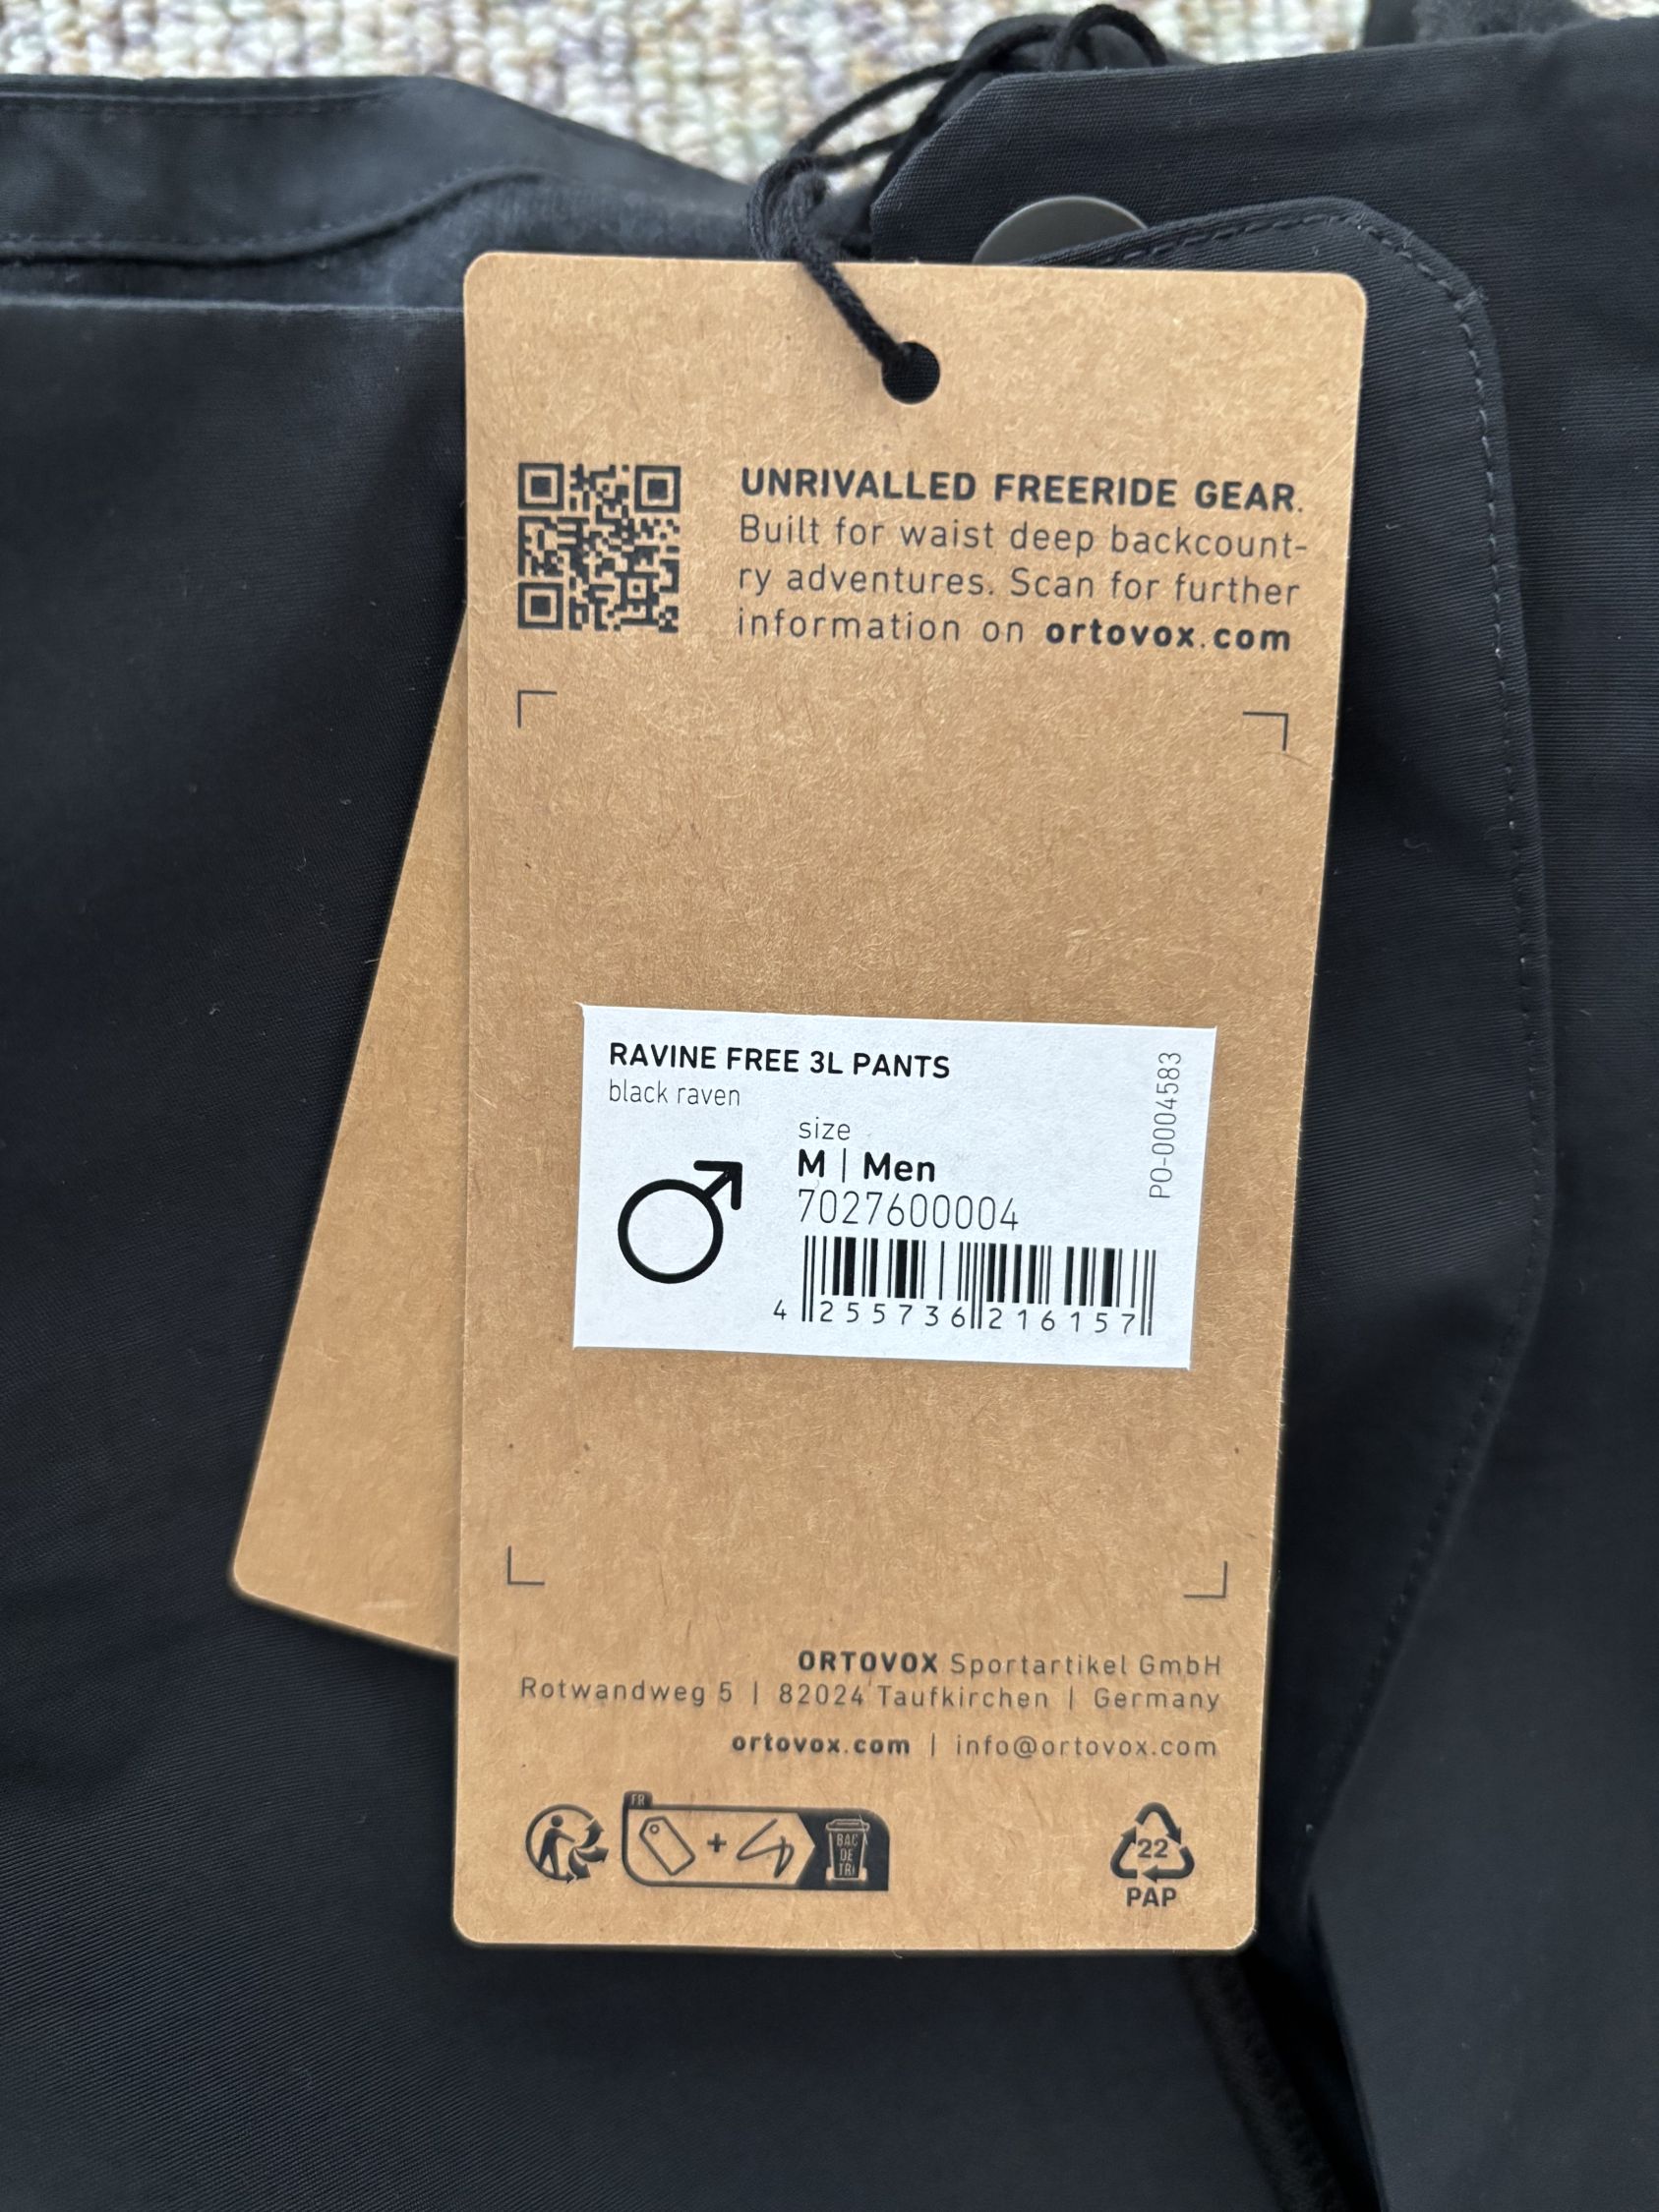 UNRIVALLED FREERIDE GEAR.
Built for waist deep backcount-
ry adventures. Scan for further
information on ortovox.com
RAVINE FREE 3L PANTS
black raven
size
M | Men
7027600004
4 255736 216157
PO-0004583
ORTOVOX Sportartikel GmbH
Rotwandweg 5 | 82024 Taufkirchen | Germany
ortovox.com | info@ortovox.com
FR
+
BAC
DE
TRI
22
PAP